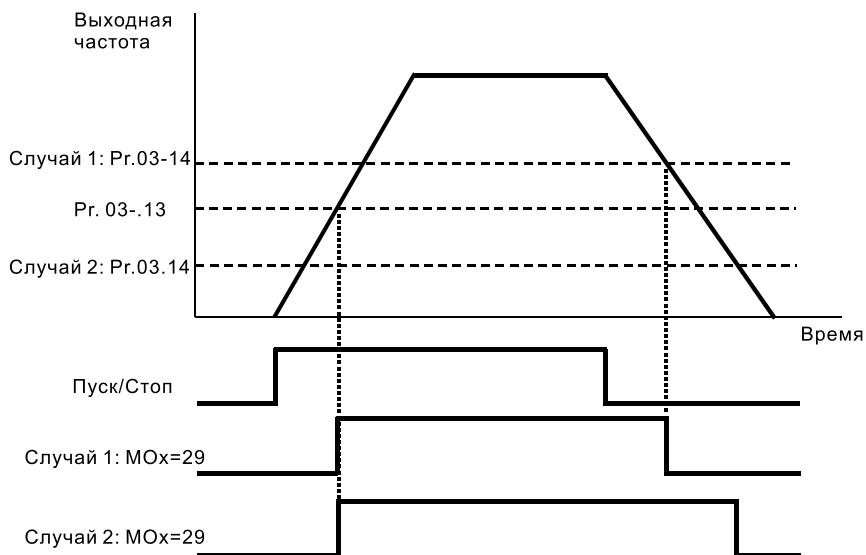 Выходная
частота
Случай 1: Pr.03-14
Pr. 03-.13
Случай 2: Pr.03.14
Время
Пуск/Стоп
Случай 1: MOx=29
Случай 2: MOx=29